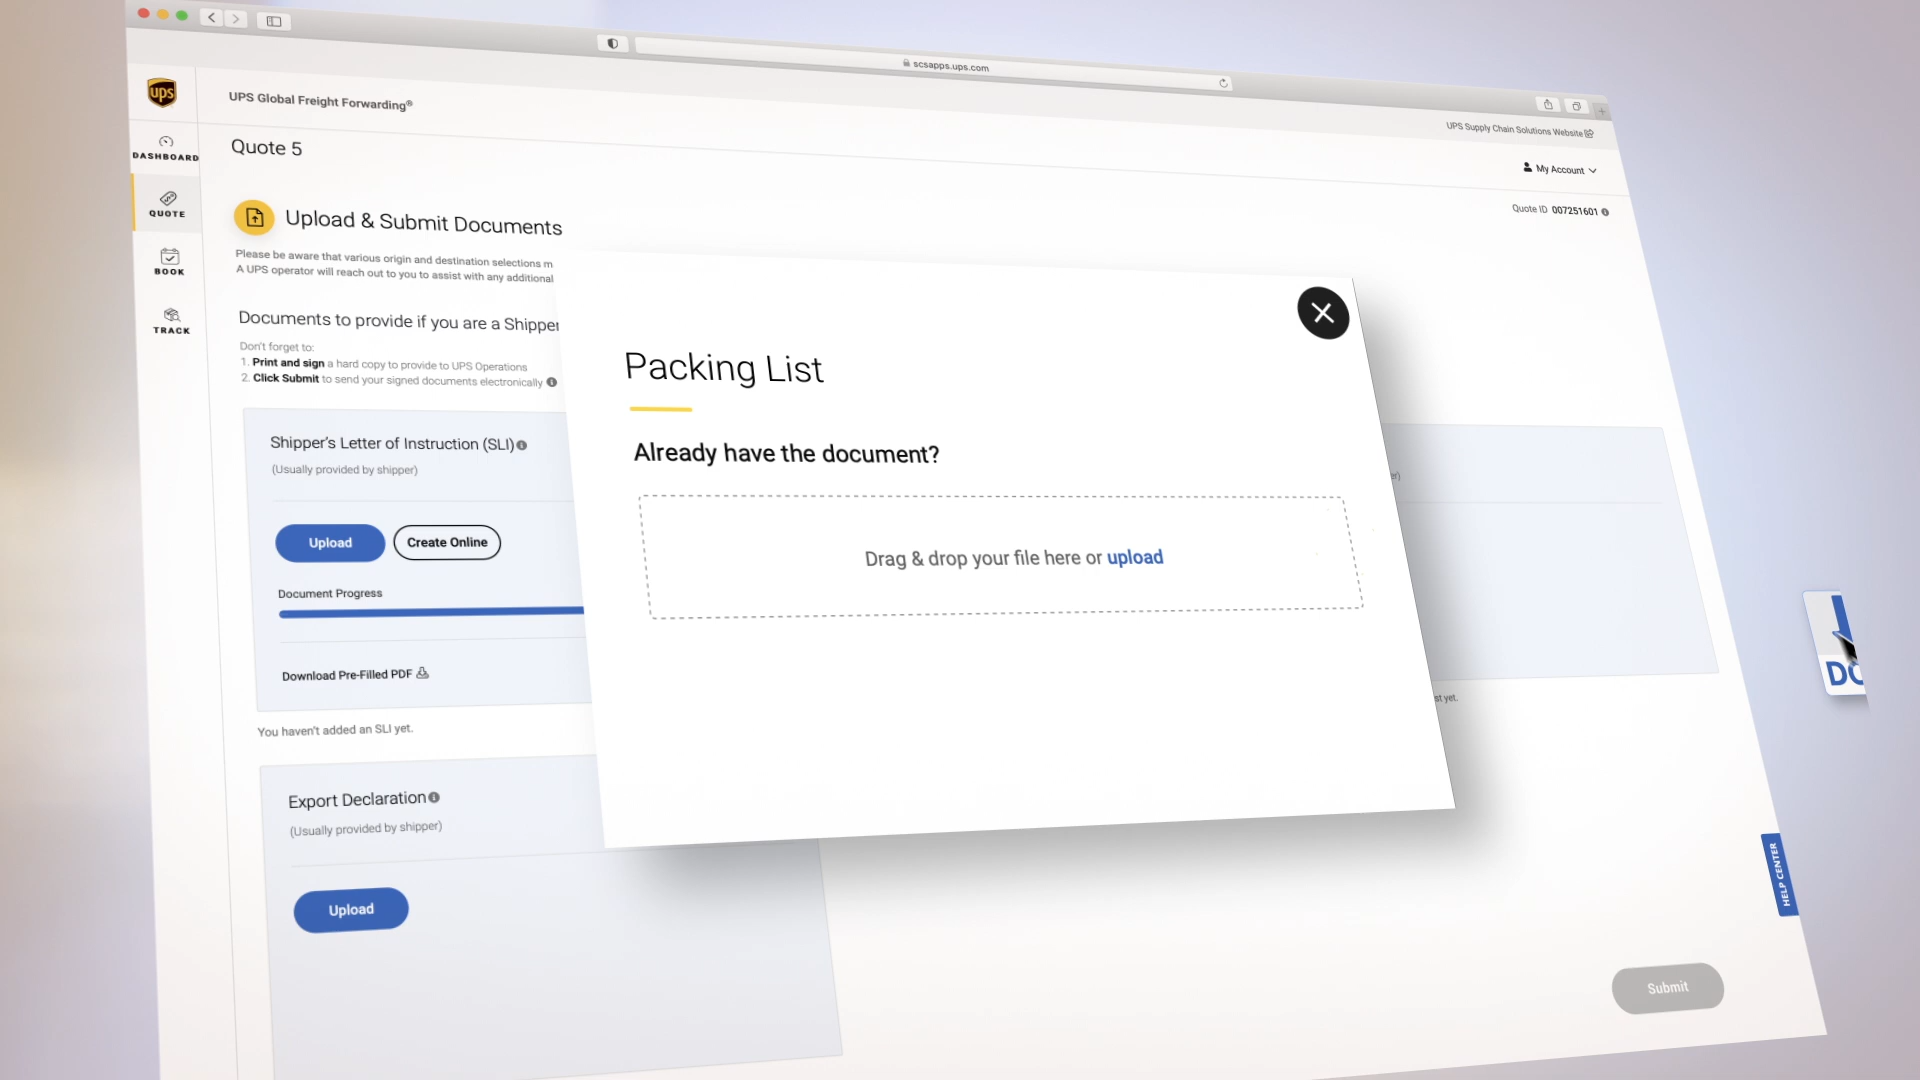 scsapps.ups.com
ups
UPS Global Freight Forwarding®
UPS Supply Chain Solutions Website
My Account
DASHBOARD
QUOTE
BOOK
TRACK
Quote 5
Quote ID 007251601
Upload & Submit Documents
Please be aware that various origin and destination selections m
A UPS operator will reach out to you to assist with any additional
Documents to provide if you are a Shipper
Don't forget to:
1. Print and sign a hard copy to provide to UPS Operations
2. Click Submit to send your signed documents electronically
Shipper's Letter of Instruction (SLI)
(Usually provided by shipper)
Upload
Create Online
Document Progress
Download Pre-Filled PDF
You haven't added an SLI yet.
Export Declaration
(Usually provided by shipper)
Upload
Packing List
Already have the document?
Drag & drop your file here or upload
er)
st yet.
DO
HELP CENTER
Submit